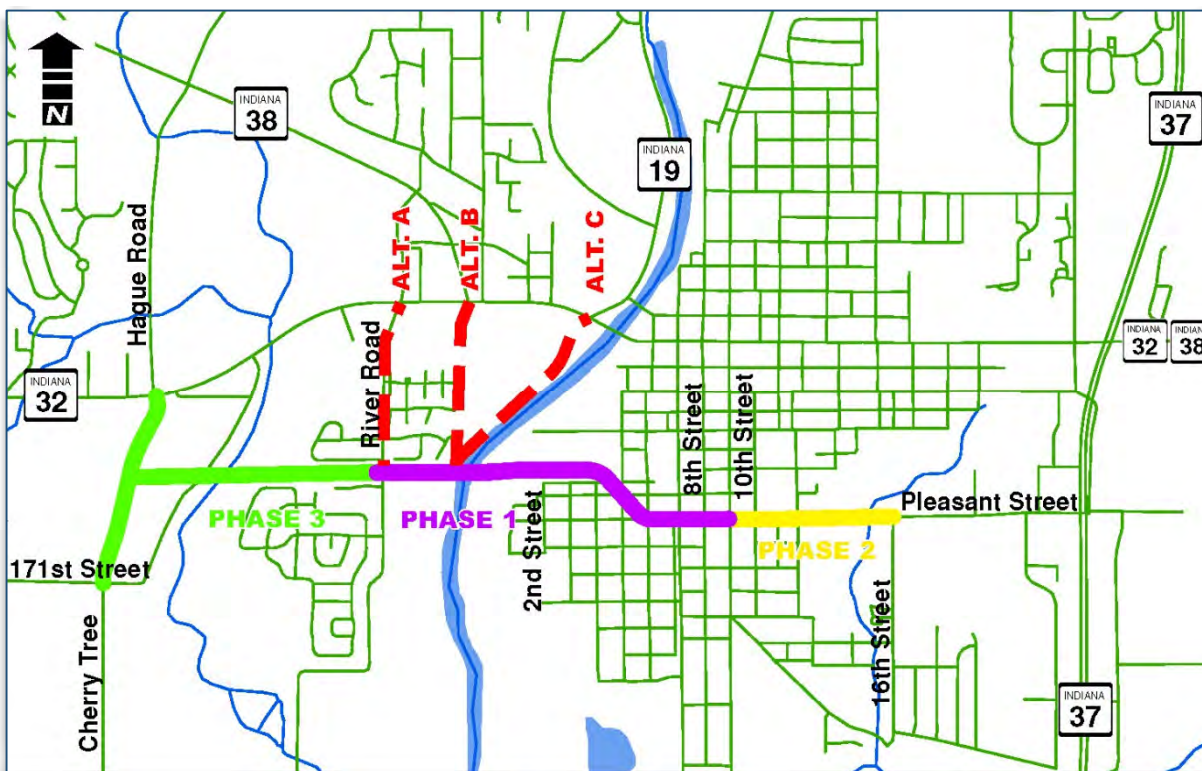 N
INDIANA
38
INDIANA
19
INDIANA
37
ALT. A
ALT. B
ALT. C
Hague Road
INDIANA
32
INDIANA
32
INDIANA
38
River Road
8th Street
10th Street
PHASE 3
PHASE 1
2nd Street
Pleasant Street
PHASE 2
171st Street
Cherry Tree
16th Street
INDIANA
37